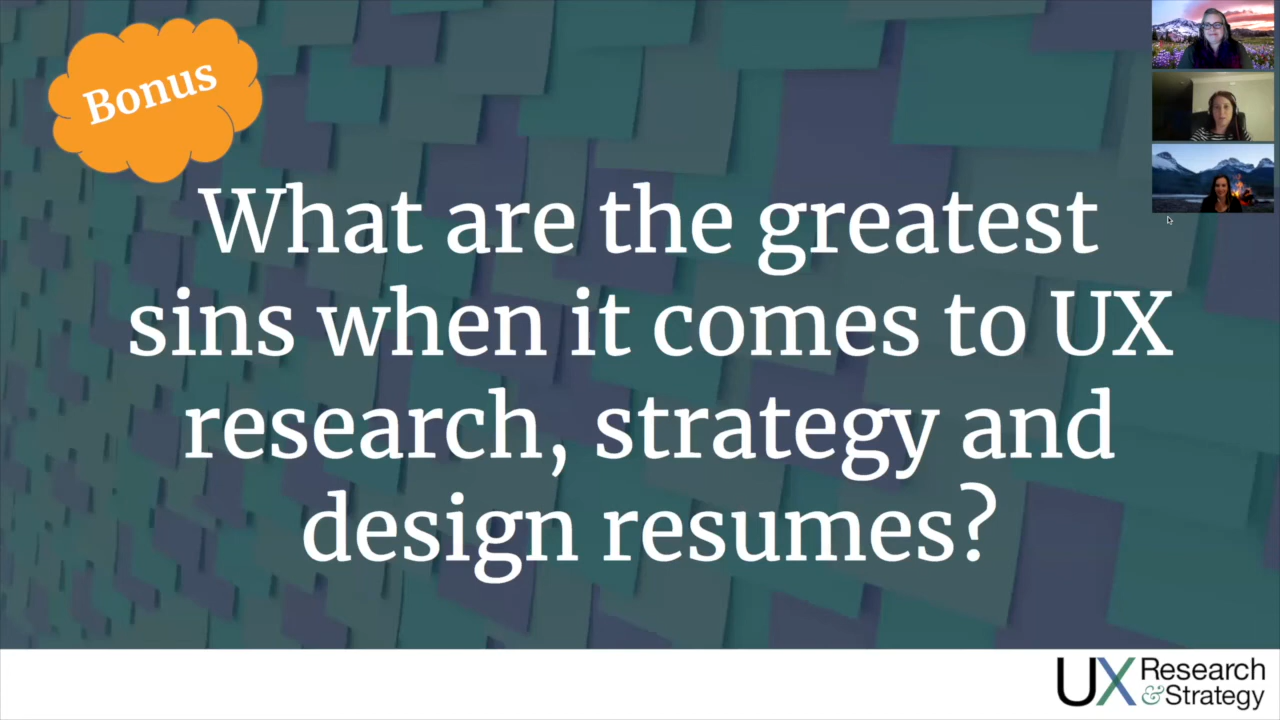 Bonus
What are the greatest
sins when it comes to UX
research, strategy and
design resumes?
UX Research
&Strategy